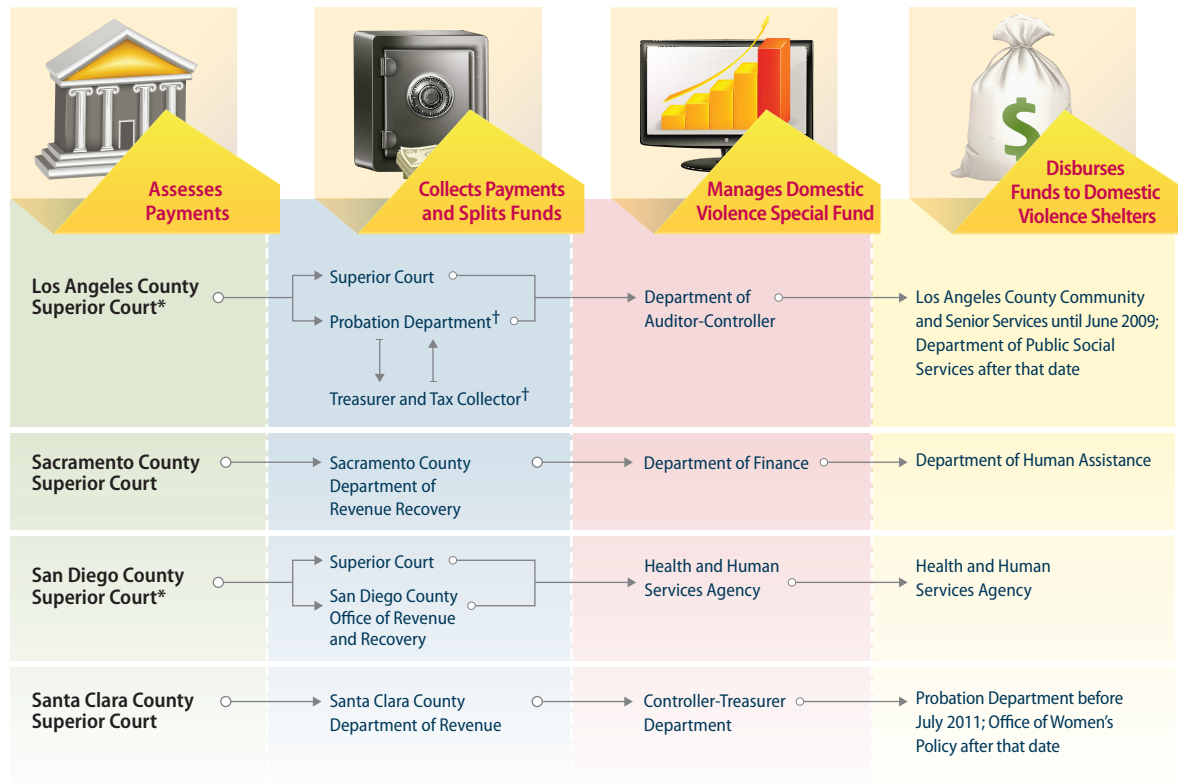 Assesses
Payments
Collects Payments
and Splits Funds
Manages Domestic
Violence Special Fund
$
Disburses
Funds to Domestic
Violence Shelters
Los Angeles County
Superior Court*
Superior Court
Probation Department†
Treasurer and Tax Collector†
Department of
Auditor-Controller
Los Angeles County Community
and Senior Services until June 2009;
Department of Public Social
Services after that date
Sacramento County
Superior Court
Sacramento County
Department of
Revenue Recovery
Department of Finance
Department of Human Assistance
San Diego County
Superior Court*
Superior Court
San Diego County
Office of Revenue
and Recovery
Health and Human
Services Agency
Health and Human
Services Agency
Santa Clara County
Superior Court
Santa Clara County
Department of Revenue
Controller-Treasurer
Department
Probation Department before
July 2011; Office of Women's
Policy after that date